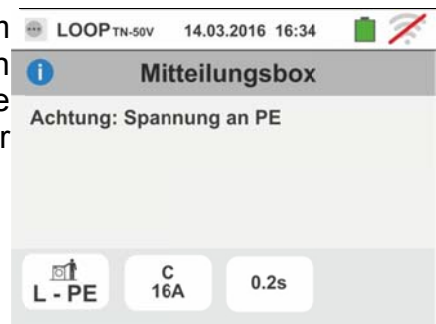 LOOP TN-50V 14.03.2016 16:34
i Mitteilungsbox
Achtung: Spannung an PE
L - PE
C
16A
0.2s